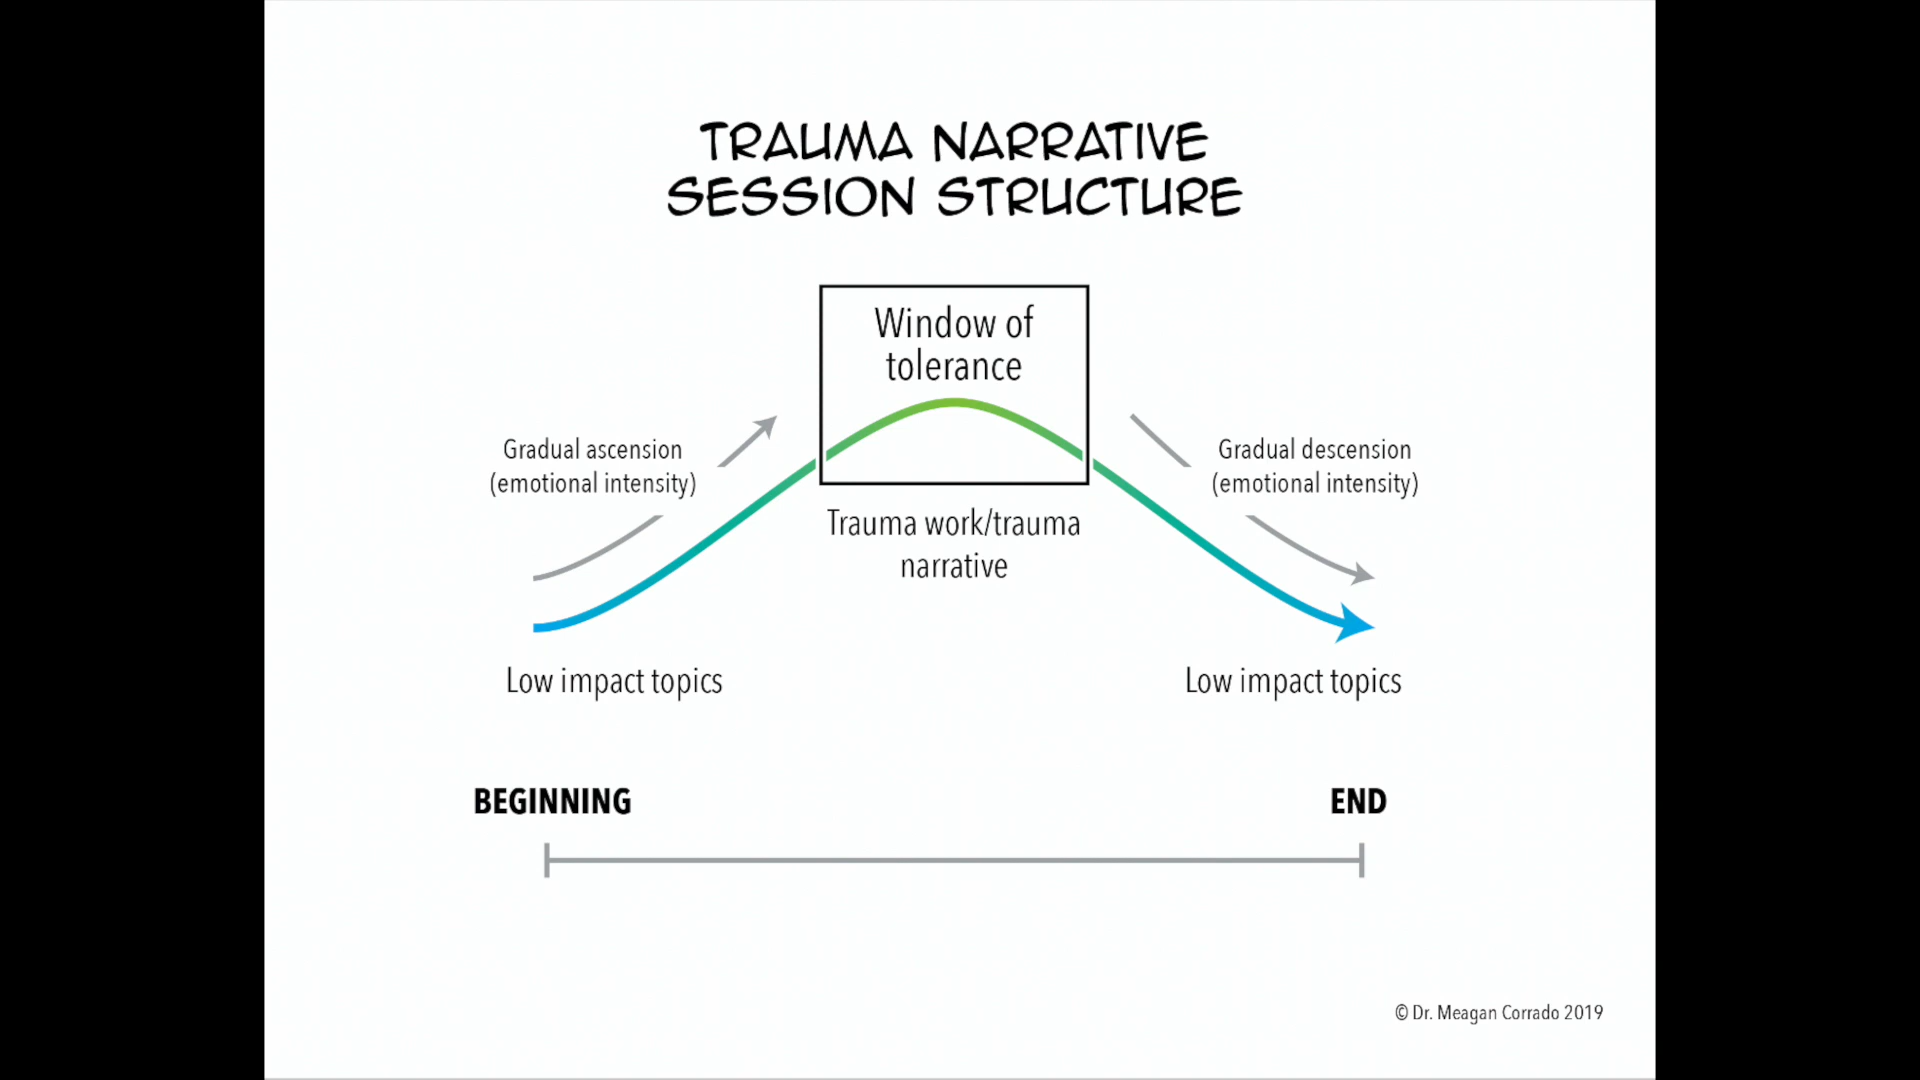 TRAUMA NARRATIVE
SESSION STRUCTURE
Window of
tolerance
Gradual ascension
(emotional intensity)
Gradual descension
(emotional intensity)
Trauma work/trauma
narrative
Low impact topics
Low impact topics
BEGINNING
END
© Dr. Meagan Corrado 2019